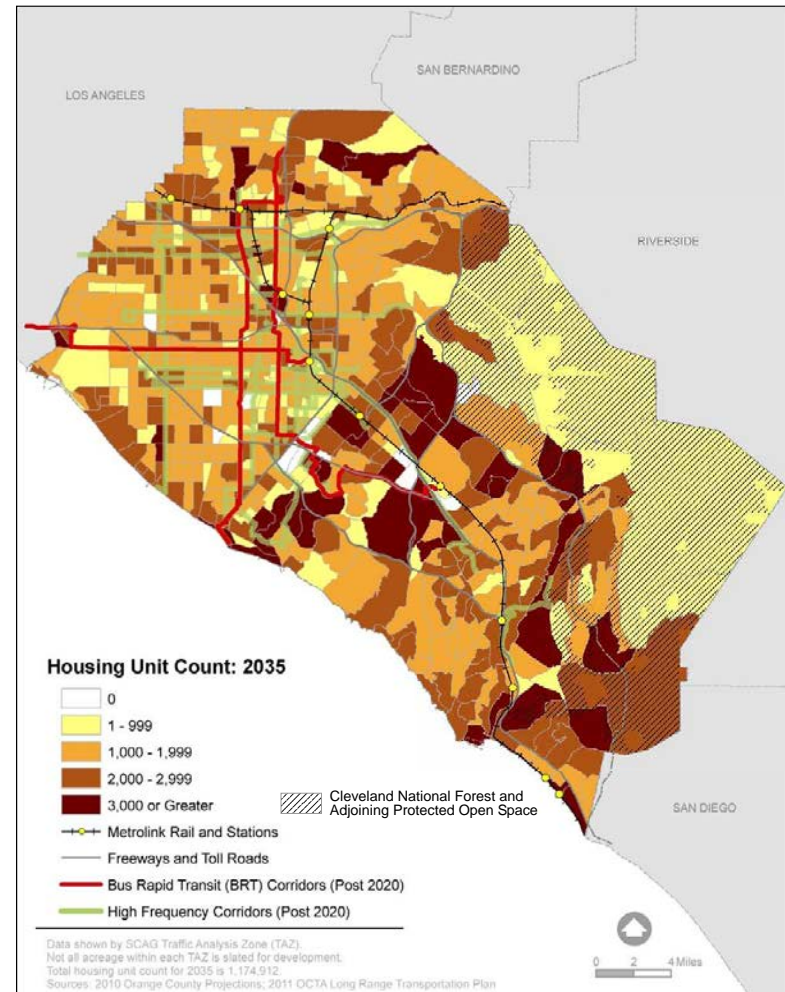 SAN BERNARDINO
LOS ANGELES
RIVERSIDE
Housing Unit Count: 2035
0
1 - 999
1,000 - 1,999
2,000 - 2,999
3,000 or Greater
Cleveland National Forest and
Adjoining Protected Open Space
Metrolink Rail and Stations
SAN DIEGO
Freeways and Toll Roads
Bus Rapid Transit (BRT) Corridors (Post 2020)
High Frequency Corridors (Post 2020)
Data shown by SCAG Traffic Analysis Zone (TAZ).
Not all acreage within each TAZ is slated for development.
Total housing unit count for 2035 is 1,174,912.
Sources: 2010 Orange County Projections; 2011 OCTA Long Range Transportation Plan
0 2 4 Miles